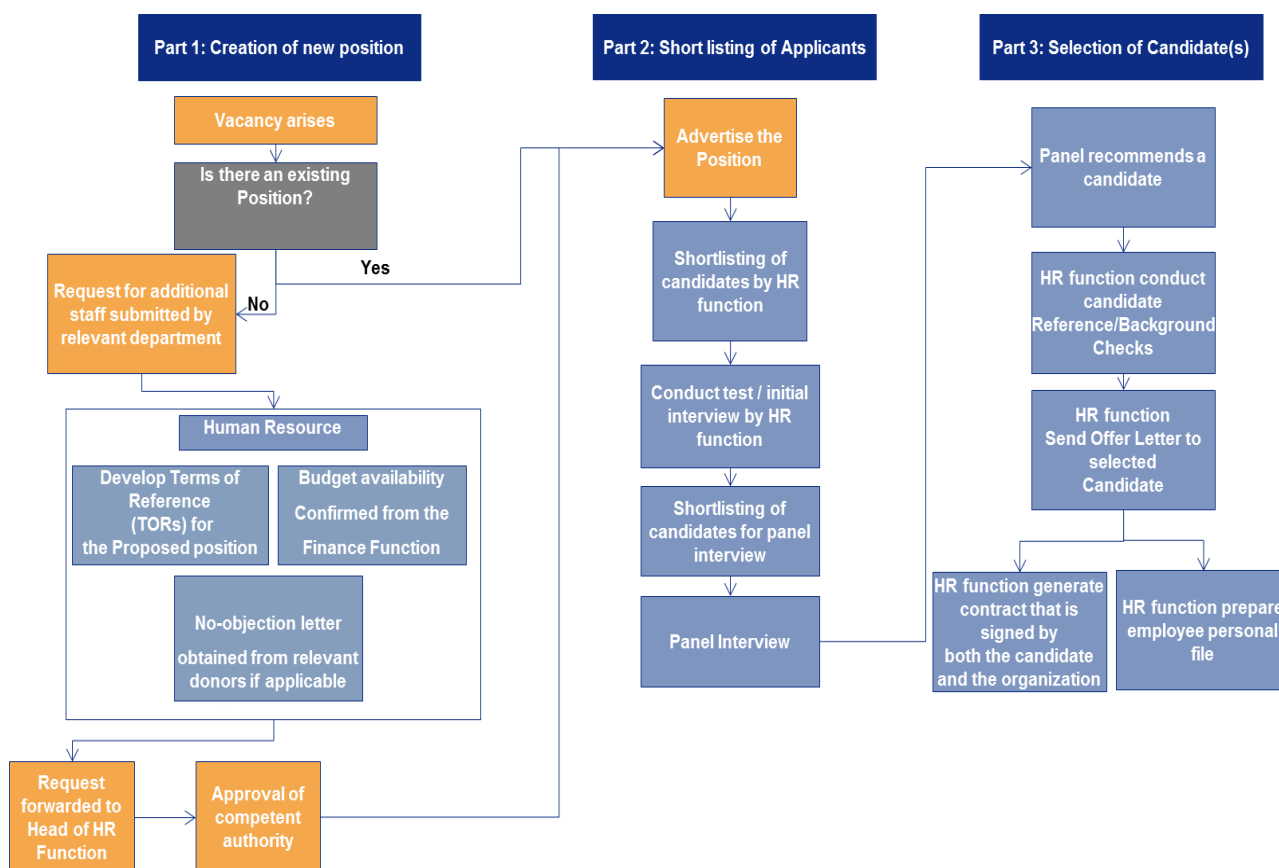 Part 1: Creation of new position
Vacancy arises
Is there an existing
Position?
Yes
No
Request for additional
staff submitted by
relevant department
Human Resource
Develop Terms of
Reference
(TORs) for
the Proposed position
Budget availability
Confirmed from the
Finance Function
No-objection letter
obtained from relevant
donors if applicable
Request
forwarded to
Head of HR
Function
Approval of
competent
authority
Part 2: Short listing of Applicants
Advertise the
Position
Shortlisting of
candidates by HR
function
Conduct test / initial
interview by HR
function
Shortlisting of
candidates for panel
interview
Panel Interview
Part 3: Selection of Candidate(s)
Panel recommends a
candidate
HR function conduct
candidate
Reference/Background
Checks
HR function
Send Offer Letter to
selected
Candidate
HR function generate
contract that is
signed by
both the candidate
and the organization
HR function prepare
employee personal
file